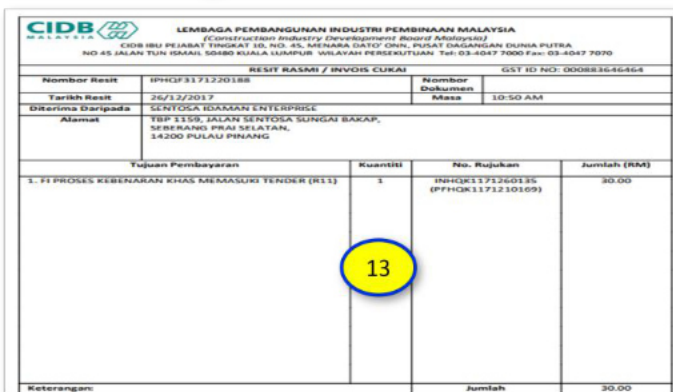 CIDB
MALAYSIA
LEMBAGA PEMBANGUNAN INDUSTRI PEMBINAAN MALAYSIA
(Construction Industry Development Board Malaysia)
CIDB IBU PEJABAT TINGKAT 10, NO. 45, MENARA DATO' ONN, PUSAT DAGANGAN DUNIA PUTRA
NO 45 JALAN TUN ISMAIL 50480 KUALA LUMPUR WILAYAH PERSEKUTUAN Tel: 03-4047 7000 Fax: 03-4047 7070
RESIT RASMI / INVOIS CUKAI GST ID NO: 000883646464
Nombor Resit IPHQF3171220188 Nombor Dokumen
Tarikh Resit 26/12/2017 Masa 10:50 AM
Diterima Daripada SENTOSA IDAMAN ENTERPRISE
Alamat TBP 1159, JALAN SENTOSA SUNGAI BAKAP,
SEBERANG PRAI SELATAN,
14200 PULAU PINANG
Tujuan Pembayaran Kuantiti No. Rujukan Jumlah (RM)
1. FI PROSES KEBENARAN KHAS MEMASUKI TENDER (R11) 1 INHQK1171260135 30.00
(PFHQK1171210169)
13
Keterangan: Jumlah 30.00